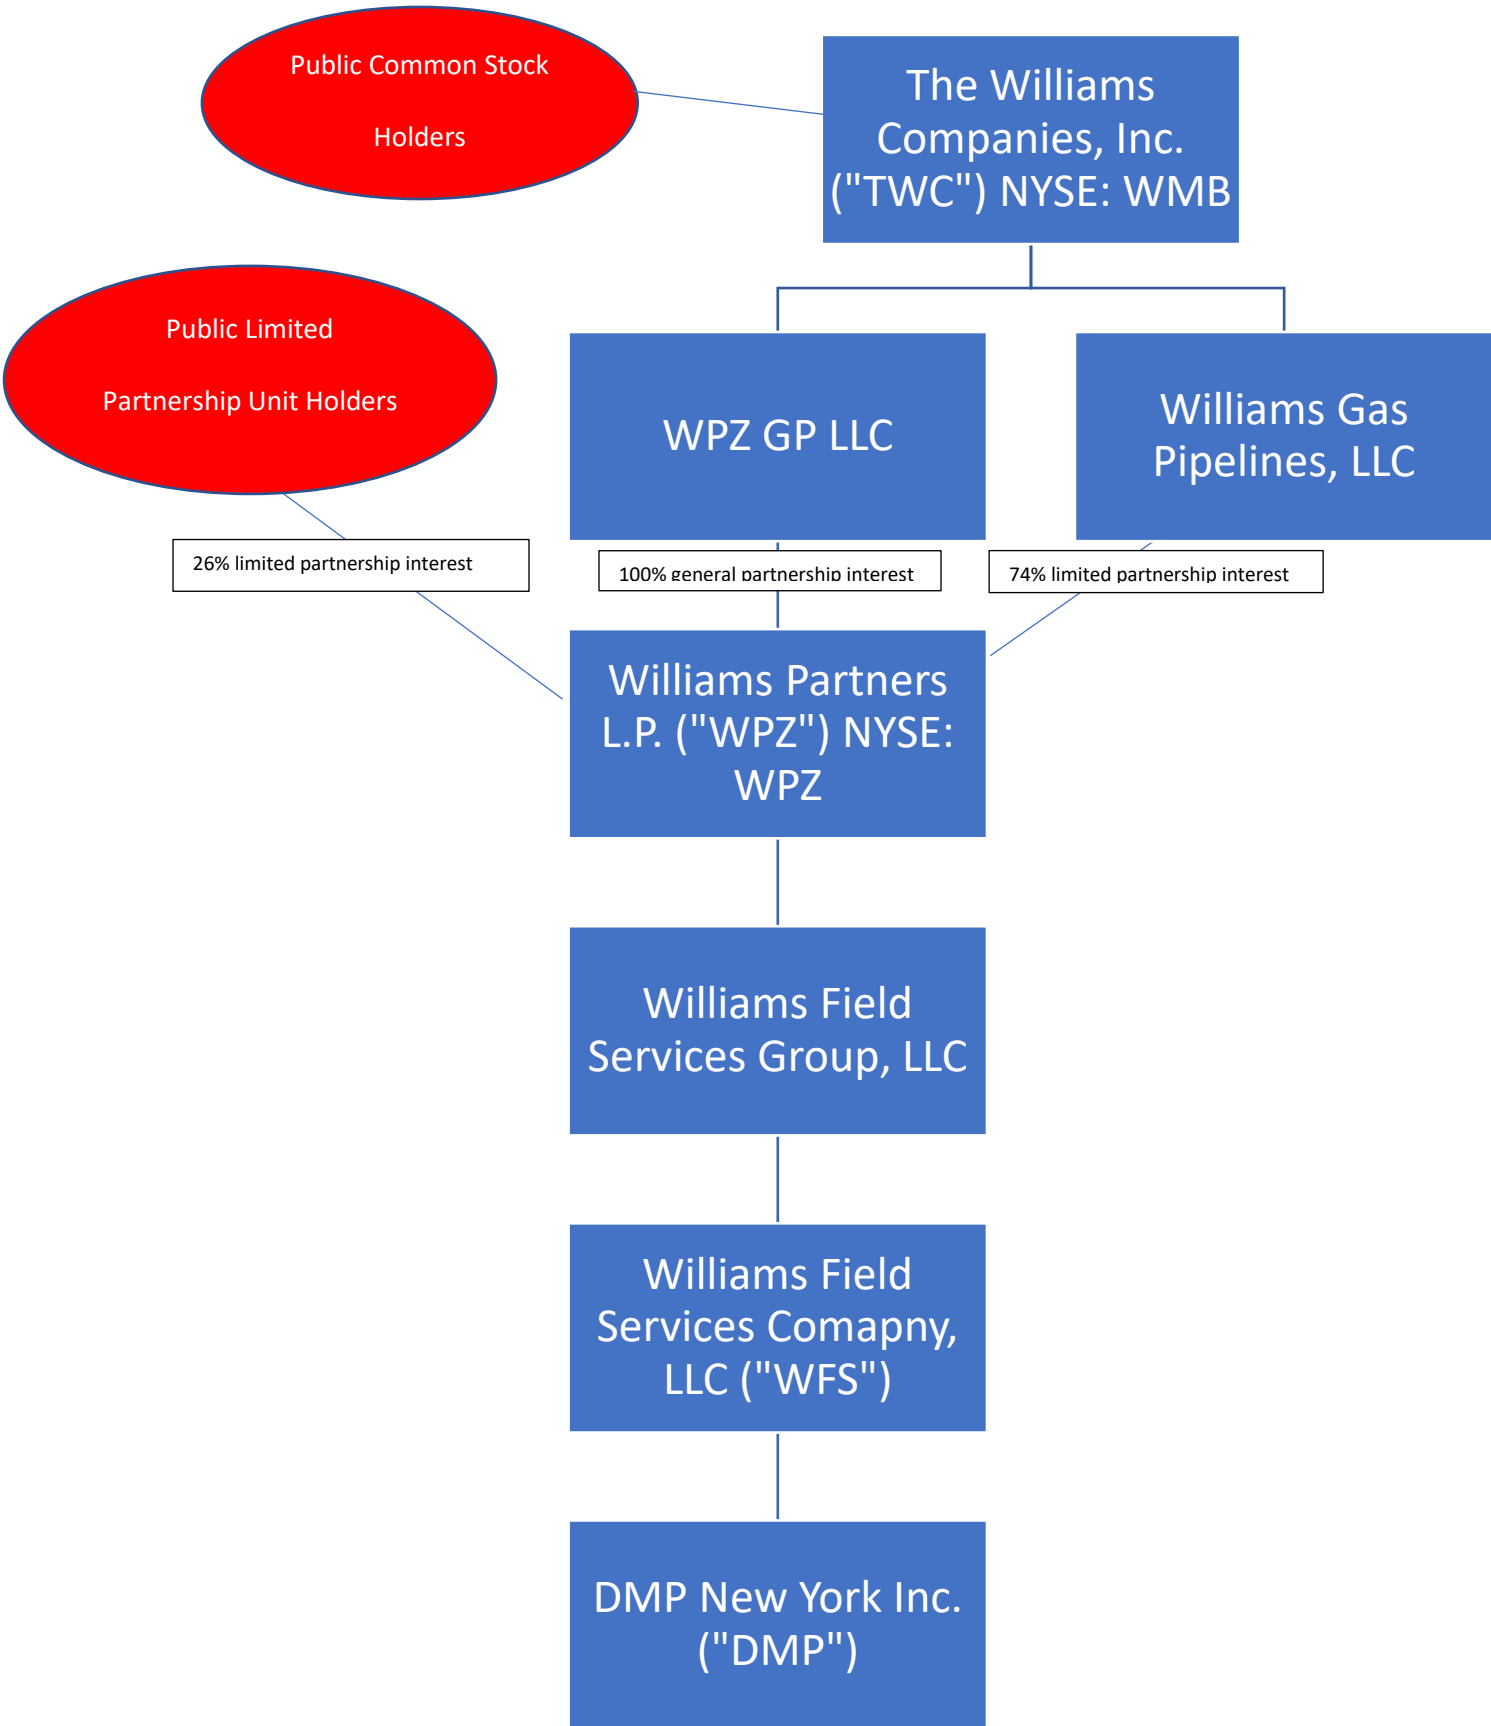 Public Common Stock
Holders
The Williams
Companies, Inc.
("TWC") NYSE: WMB
Public Limited
Partnership Unit Holders
WPZ GP LLC
Williams Gas
Pipelines, LLC
26% limited partnership interest
100% general partnership interest
74% limited partnership interest
Williams Partners
L.P. ("WPZ") NYSE:
WPZ
Williams Field
Services Group, LLC
Williams Field
Services Comapny,
LLC ("WFS")
DMP New York Inc.
("DMP")